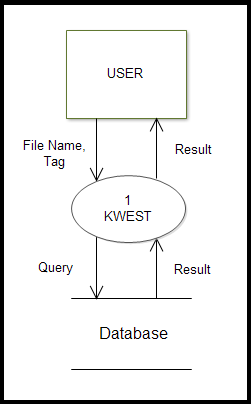 USER
File Name,
Tag
Result
1
KWEST
Query
Result
Database